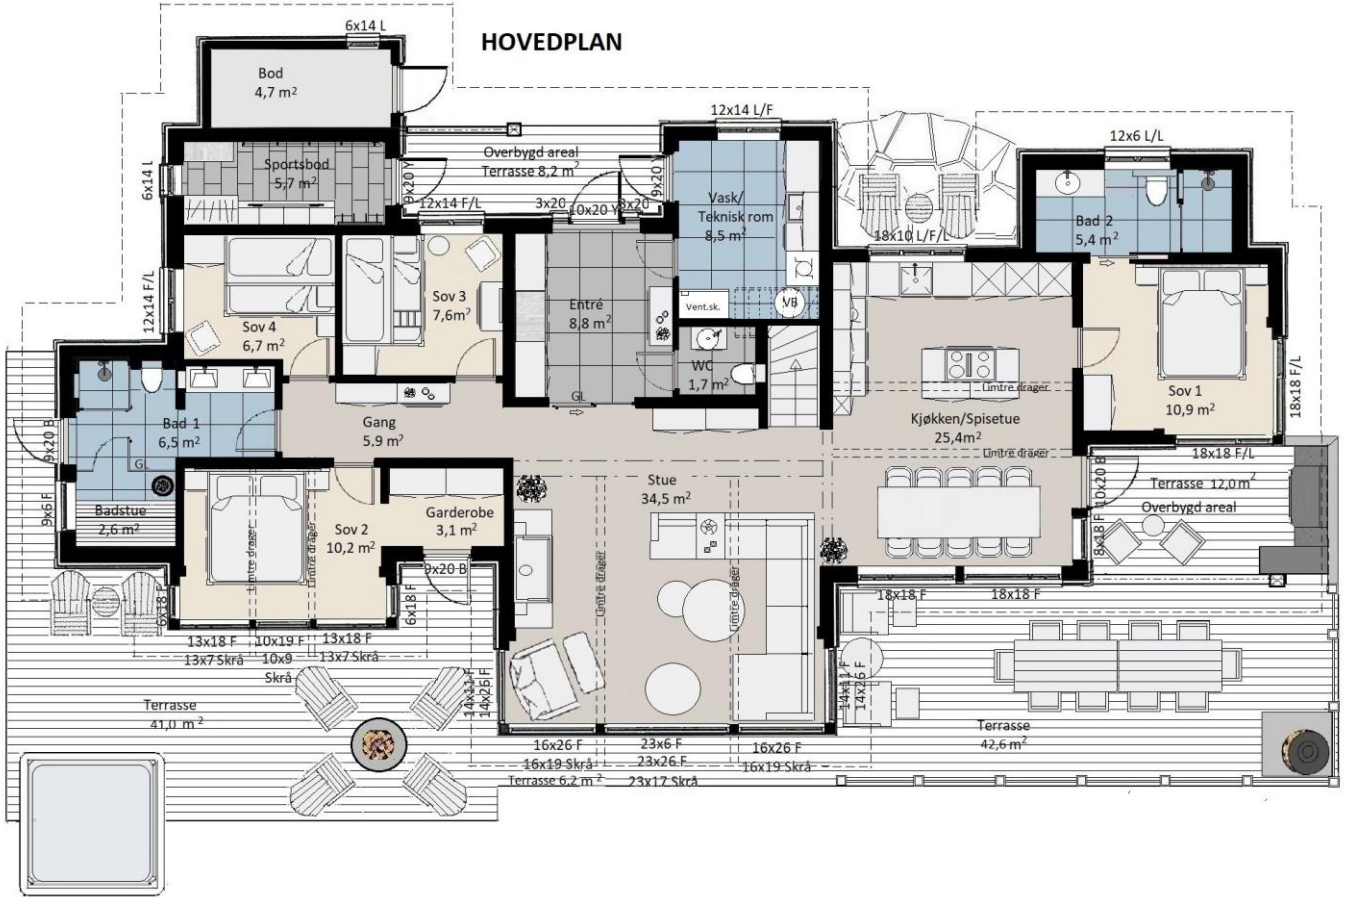 6x14 L
HOVEDPLAN
Bod
4,7 m²
12x14 L/F
12x6 L/L
Sportsbod
5,7 m²
6x14 L
9x20 Y
Overbygd areal
Terrasse 8,2 m²
9x20 Y
12x14 F/L
3x20
10x20 Y
3x20
Vask/
Teknisk rom
8,5 m²
Vent.sk.
VB
18x10 L/F/L
Bad 2
5,4 m²
12x14 F/L
Sov 4
6,7 m²
Sov 3
7,6m²
Entré
8,8 m²
GL
WC
1,7 m²
Limtre drager
Kjøkken/Spisetue
25,4m²
Limtre drager
Sov 1
10,9 m²
18x18 F/L
18x18 F/L
9x20 B
Bad 1
6,5 m²
GL
Gang
5,9 m²
Stue
34,5 m²
9x6 F
Badstue
2,6 m²
Sov 2
10,2 m²
Garderobe
3,1 m²
Limtre drager
Limtre drager
Limtre drager
Limtre drager
10x20 B
8x18 F
Terrasse 12,0m²
Overbygd areal
9x20 B
6x18 F
6x18 F
18x18 F
18x18 F
13x18 F
13x7 Skrå
10x19 F
10x9
Skrå
13x18 F
13x7 Skrå
14x11 F
14x26 F
14x11 F
14x26 F
Terrasse
41,0 m²
Terrasse
42,6 m²
16x26 F
16x19 Skrå
23x6 F
23x26 F
23x17 Skrå
16x26 F
16x19 Skrå
Terrasse 6,2 m²